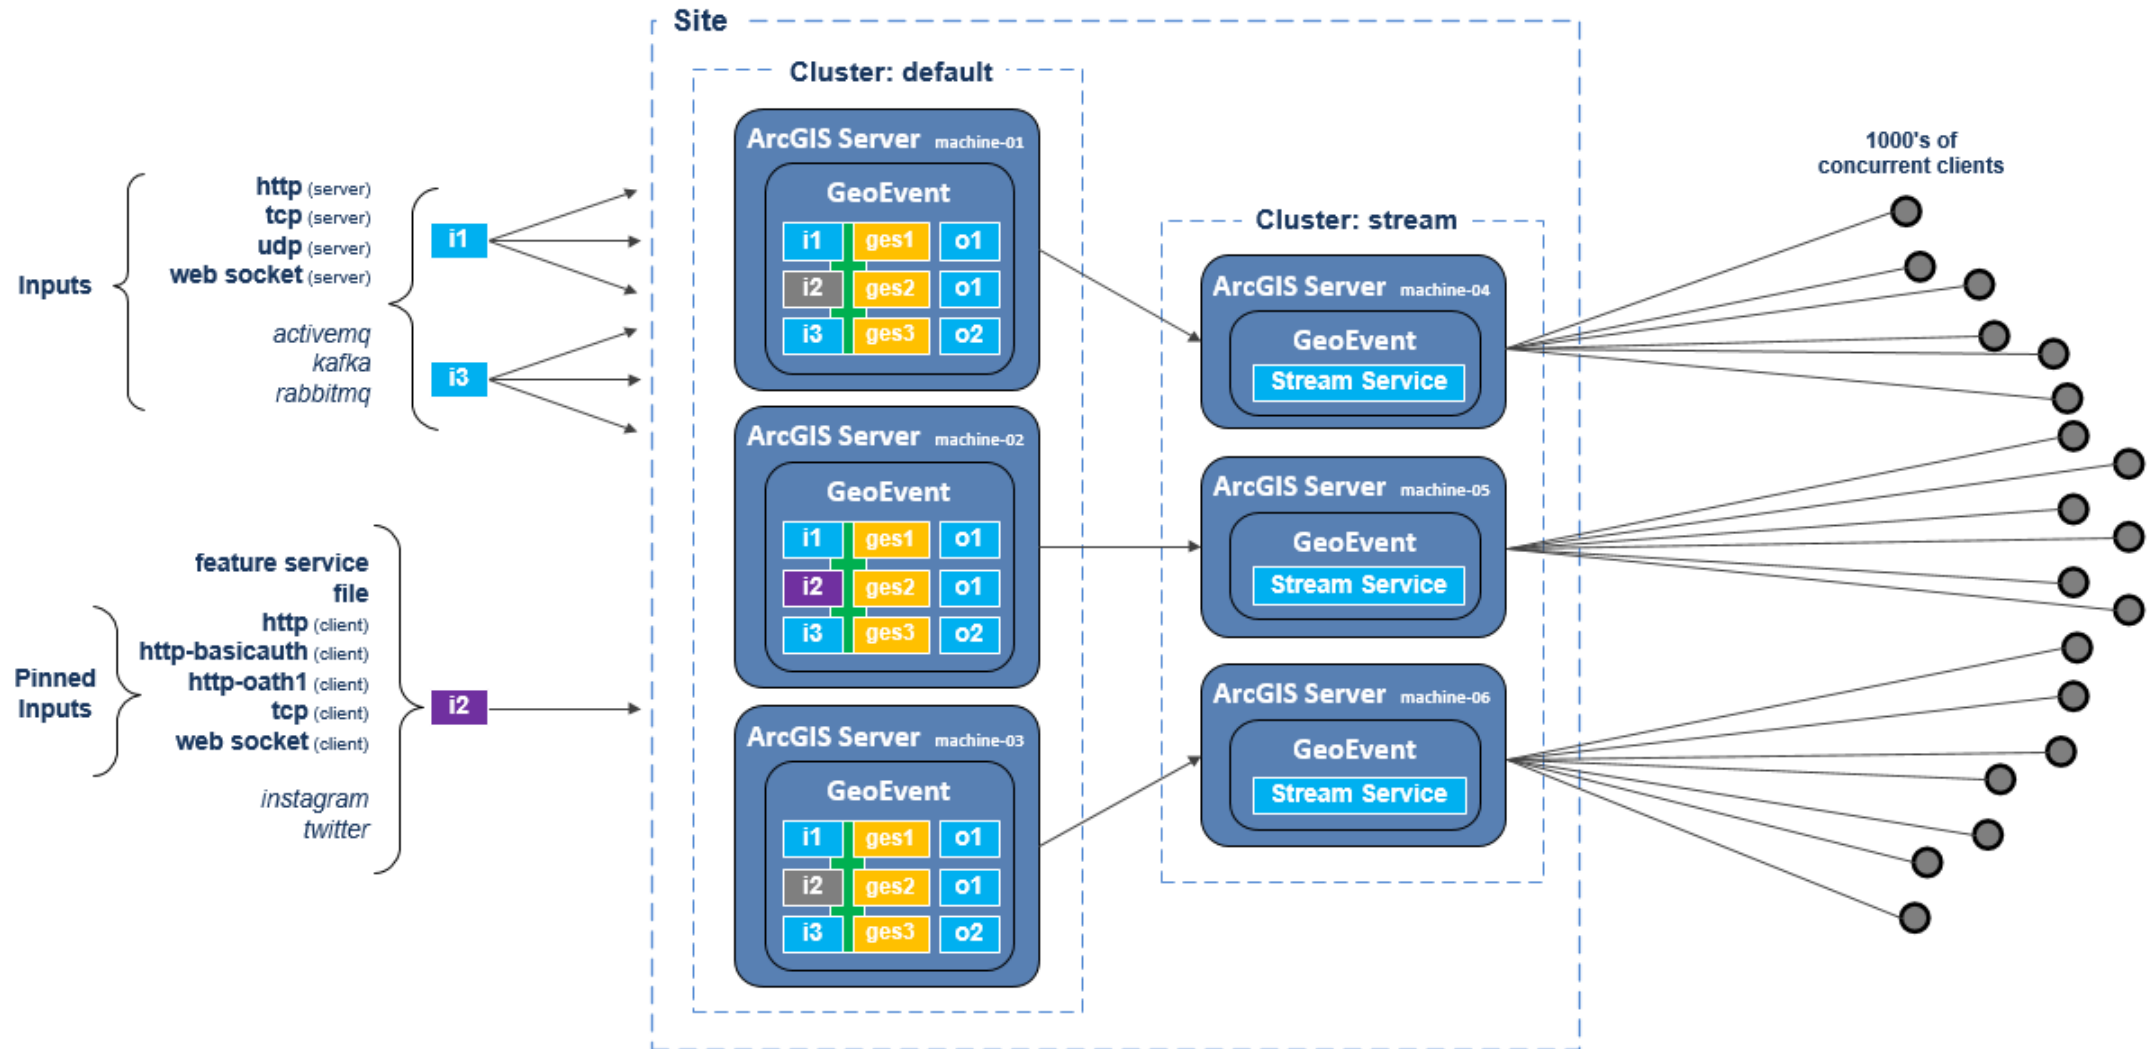 Site
Cluster: default
ArcGIS Server machine-01
GeoEvent
i1 ges1 o1
i2 ges2 o1
i3 ges3 o2
ArcGIS Server machine-02
GeoEvent
i1 ges1 o1
i2 ges2 o1
i3 ges3 o2
ArcGIS Server machine-03
GeoEvent
i1 ges1 o1
i2 ges2 o1
i3 ges3 o2
Inputs
http (server)
tcp (server)
udp (server)
web socket (server)
activemq
kafka
rabbitmq
i1
i3
Pinned
Inputs
feature service
file
http (client)
http-basicauth (client)
http-oath1 (client)
tcp (client)
web socket (client)
instagram
twitter
i2
Cluster: stream
ArcGIS Server machine-04
GeoEvent
Stream Service
ArcGIS Server machine-05
GeoEvent
Stream Service
ArcGIS Server machine-06
GeoEvent
Stream Service
1000's of
concurrent clients